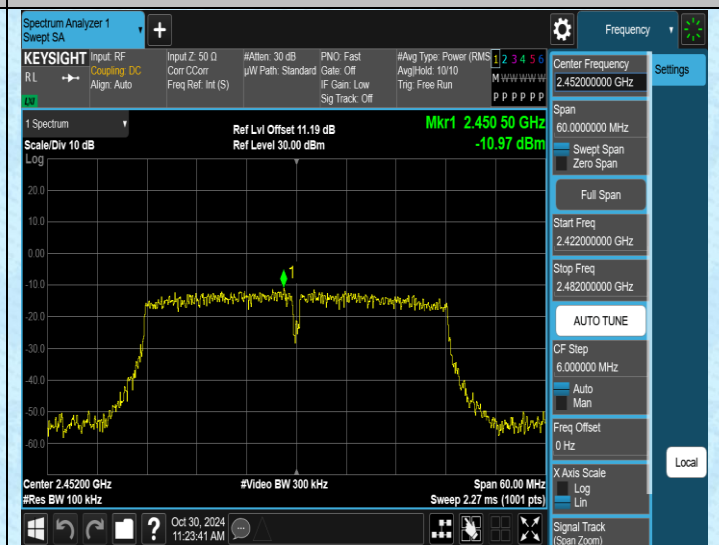 Spectrum Analyzer 1
Swept SA
+
Frequency
KEYSIGHT
RL
LXI
Input: RF
Coupling: DC
Align: Auto
Input Z: 50 Ω
Corr CCorr
Freq Ref: Int (S)
#Atten: 30 dB
µW Path: Standard
PNO: Fast
Gate: Off
IF Gain: Low
Sig Track: Off
#Avg Type: Power (RMS
Avg|Hold: 10/10
Trig: Free Run
1 2 3 4 5 6
M W W W W W
P P P P P P
1 Spectrum
Scale/Div 10 dB
Ref Lvl Offset 11.19 dB
Ref Level 30.00 dBm
Mkr1 2.450 50 GHz
-10.97 dBm
Log
20.0
10.0
0.00
-10.0
-20.0
-30.0
-40.0
-50.0
-60.0
1
Center 2.45200 GHz
#Res BW 100 kHz
#Video BW 300 kHz
Span 60.00 MHz
Sweep 2.27 ms (1001 pts)
?
Oct 30, 2024
11:23:41 AM
Center Frequency
2.452000000 GHz
Span
60.0000000 MHz
Swept Span
Zero Span
Full Span
Start Freq
2.422000000 GHz
Stop Freq
2.482000000 GHz
AUTO TUNE
CF Step
6.000000 MHz
Auto
Man
Freq Offset
0 Hz
X Axis Scale
Log
Lin
Signal Track
(Span Zoom)
Settings
Local